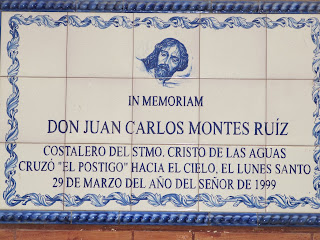 IN MEMORIAM
DON JUAN CARLOS MONTES RUÍZ
COSTALERO DEL STMO. CRISTO DE LAS AGUAS
CRUZÓ "EL POSTIGO" HACIA EL CIELO, EL LUNES SANTO
29 DE MARZO DEL AÑO DEL SEÑOR DE 1999